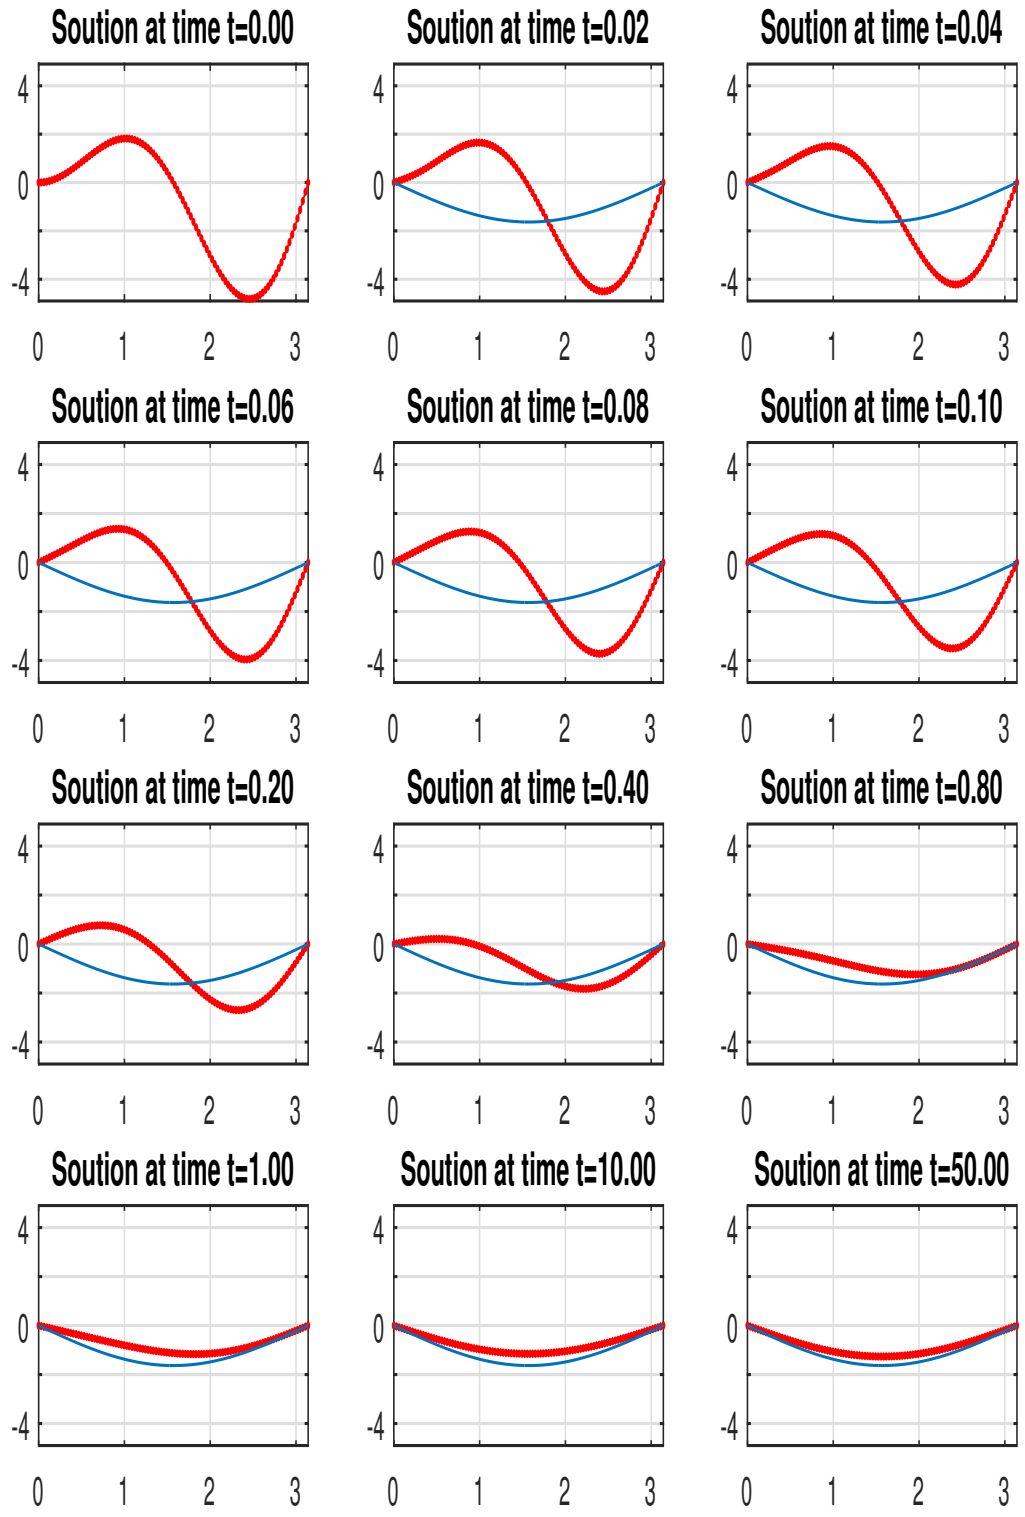 Soution at time t=0.00 Soution at time t=0.02 Soution at time t=0.04
4 4 4
0 0 0
-4 -4 -4
0 1 2 3 0 1 2 3 0 1 2 3
Soution at time t=0.06 Soution at time t=0.08 Soution at time t=0.10
4 4 4
0 0 0
-4 -4 -4
0 1 2 3 0 1 2 3 0 1 2 3
Soution at time t=0.20 Soution at time t=0.40 Soution at time t=0.80
4 4 4
0 0 0
-4 -4 -4
0 1 2 3 0 1 2 3 0 1 2 3
Soution at time t=1.00 Soution at time t=10.00 Soution at time t=50.00
4 4 4
0 0 0
-4 -4 -4
0 1 2 3 0 1 2 3 0 1 2 3